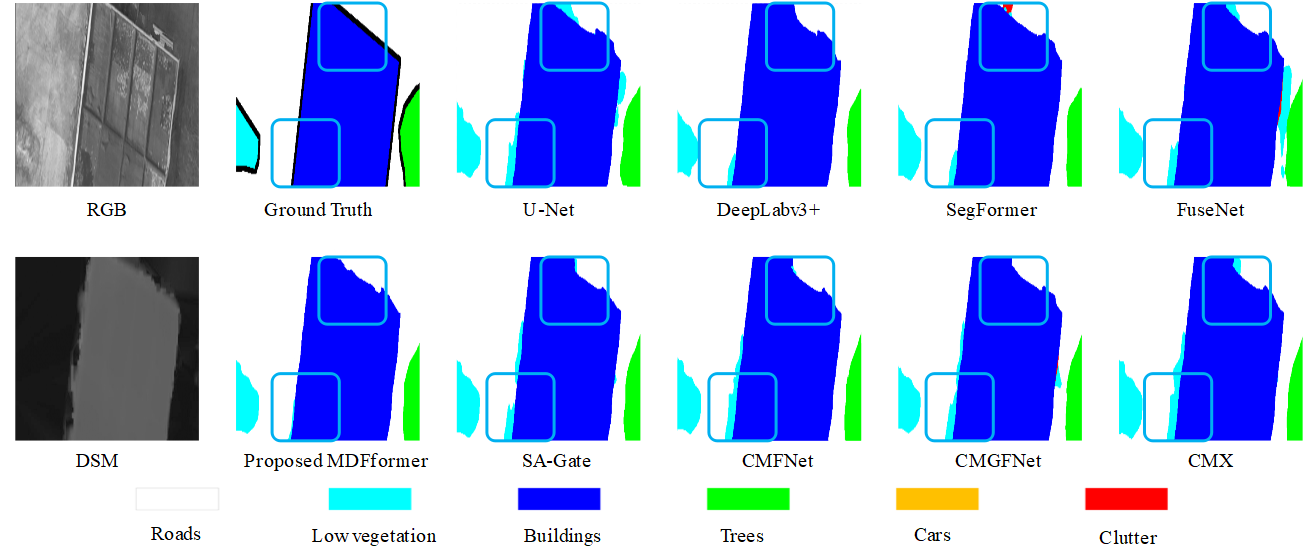 RGB
Ground Truth
U-Net
DeepLabv3+
SegFormer
FuseNet
DSM
Proposed MDFformer
SA-Gate
CMFNet
CMGFNet
CMX
Roads
Low vegetation
Buildings
Trees
Cars
Clutter